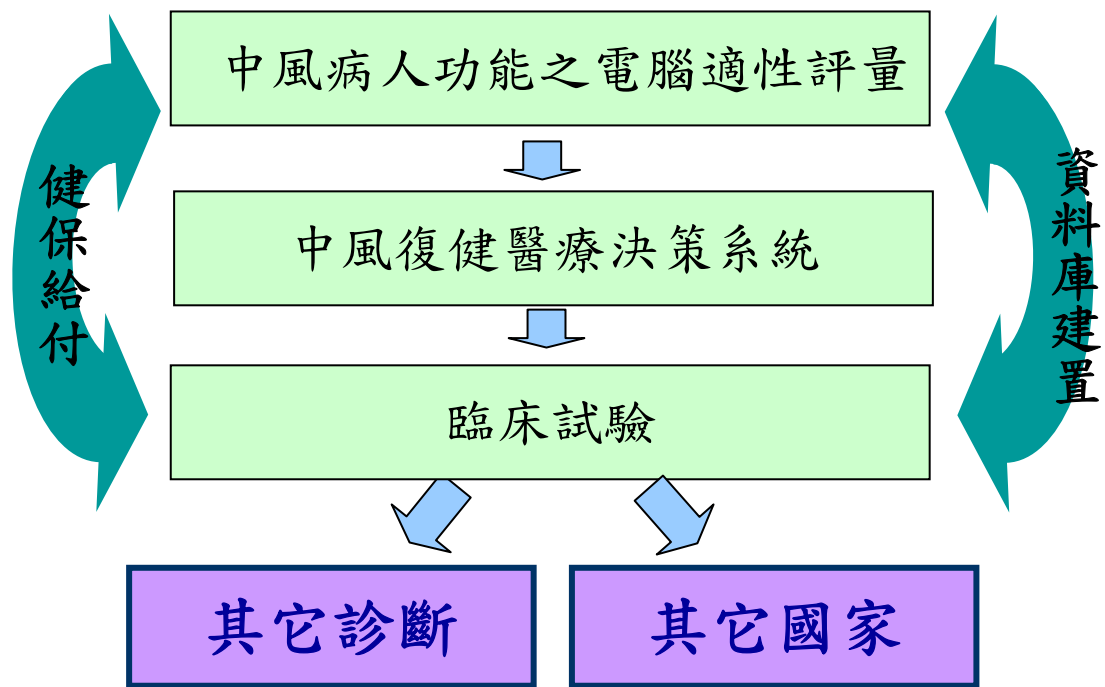 中風病人功能之電腦適性評量
健保給付
資料庫建置
中風復健醫療決策系統
臨床試驗
其它診斷
其它國家